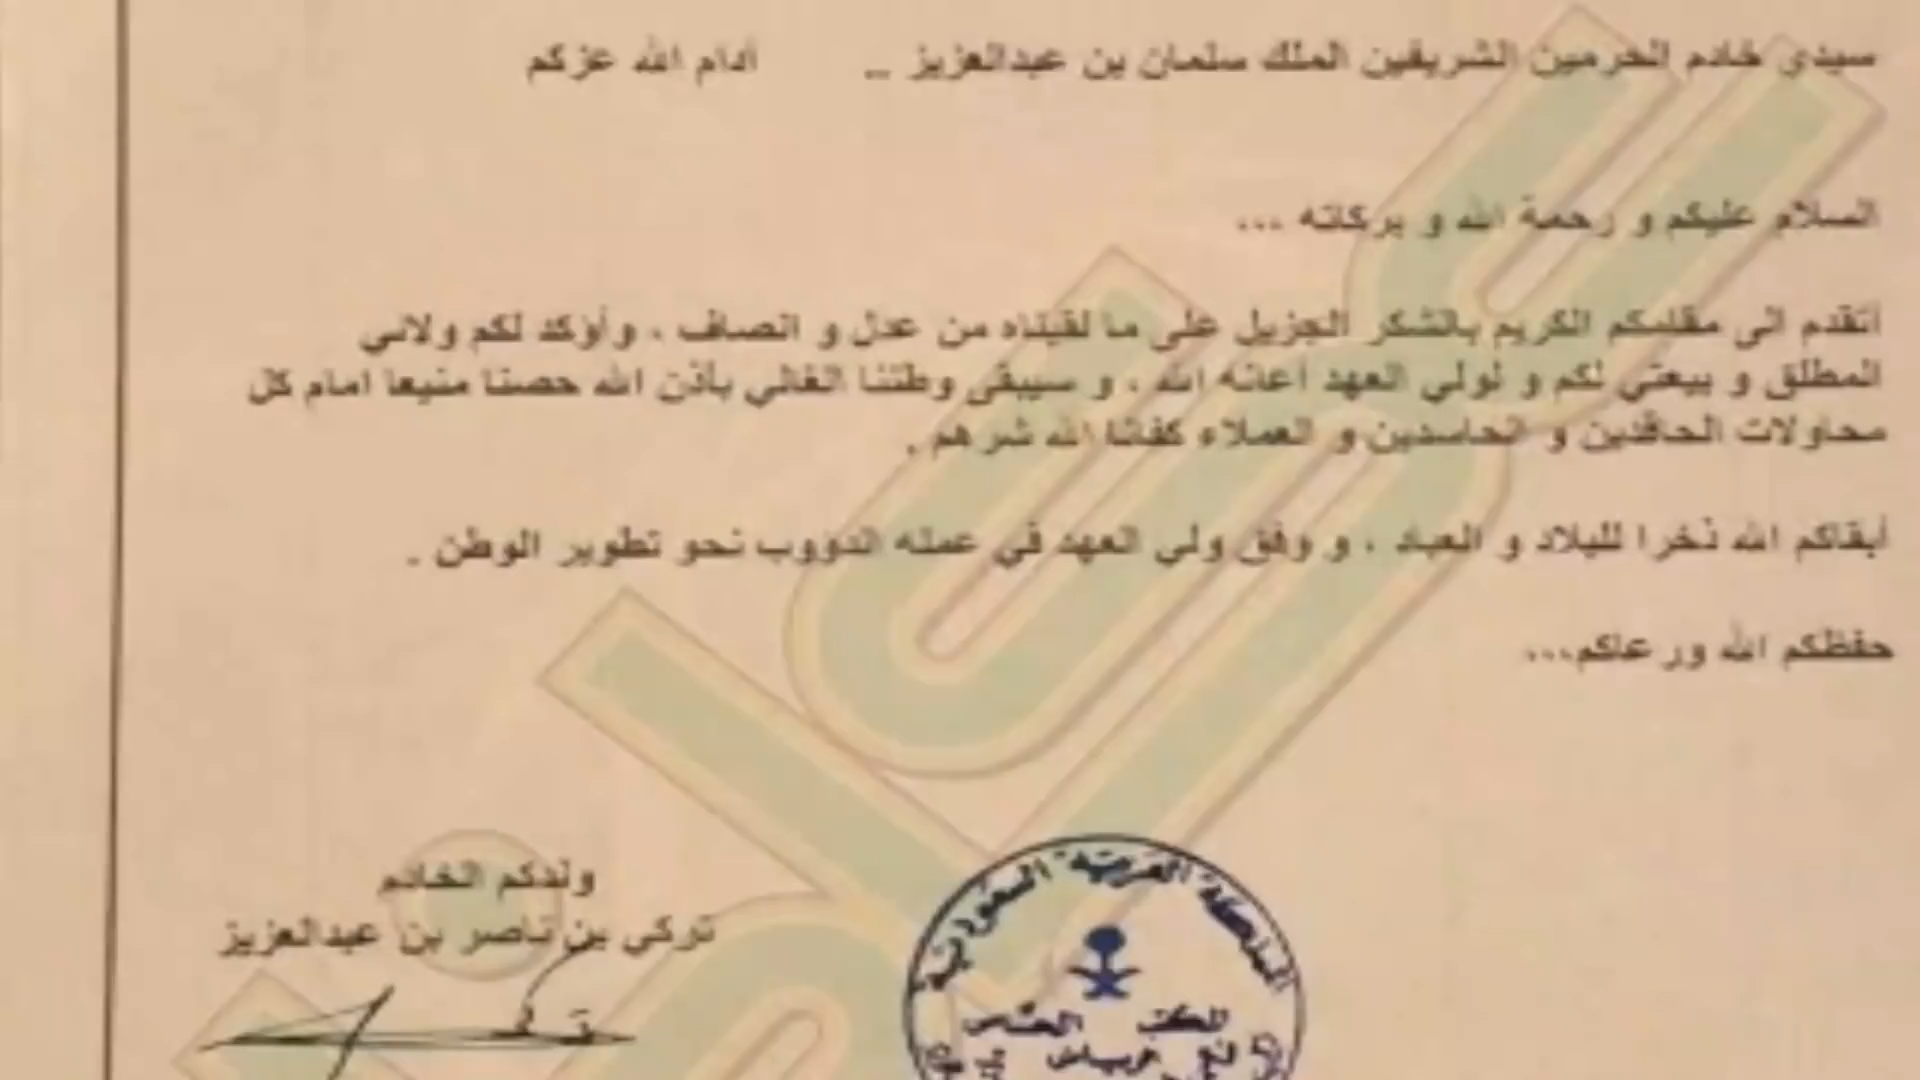 سيدي خادم الحرمين الشريفين الملك سلمان بن عبدالعزيز .. أدام الله عزكم
السلام عليكم و رحمة الله و بركاته ...
أتقدم الى مقامكم الكريم بالشكر الجزيل على ما لقيناه من عدل و انصاف ، وأؤكد لكم ولائي
المطلق و بيعتي لكم و لولي العهد أعانه الله ، و سيبقى وطننا الغالي بأذن الله حصنا منيعا امام كل
محاولات الحاقدين و الحاسدين و العملاء كفانا الله شرهم .
أبقاكم الله ذخرا للبلاد و العباد ، و وفق ولي العهد في عمله الدؤوب نحو تطوير الوطن .
حفظكم الله ورعاكم...
ولدكم الخادم
تركي بن ناصر بن عبدالعزيز
المملكة العربية السعودية
المكتب الخاص